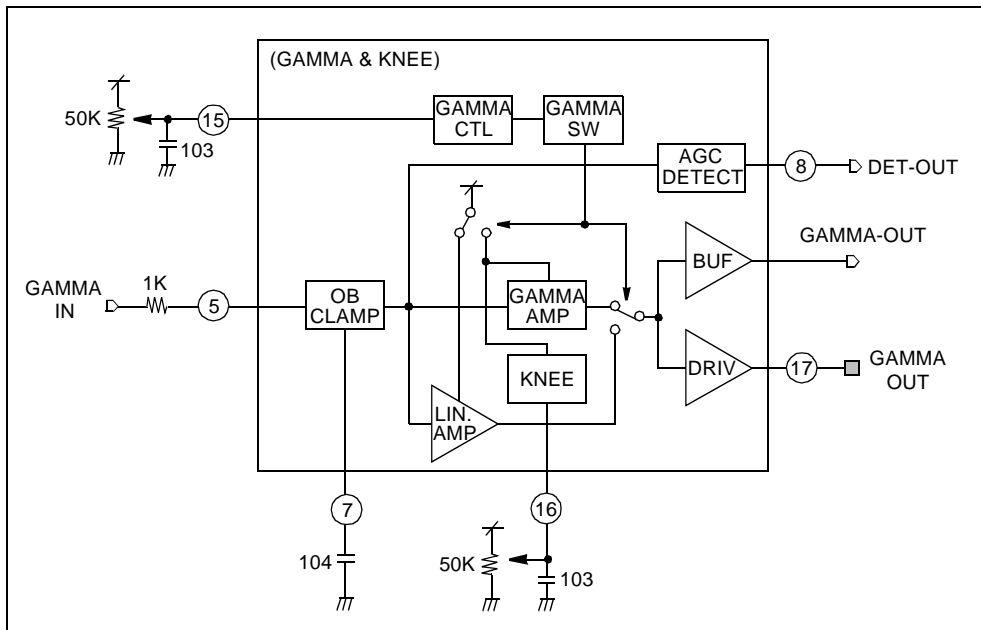 (GAMMA & KNEE)
50K
15
103
GAMMA
CTL
GAMMA
SW
AGC
DETECT
8
DET-OUT
GAMMA-OUT
BUF
GAMMA
IN
1K
5
OB
CLAMP
GAMMA
AMP
KNEE
DRIV
17
GAMMA
OUT
LIN.
AMP
7
16
104
50K
103